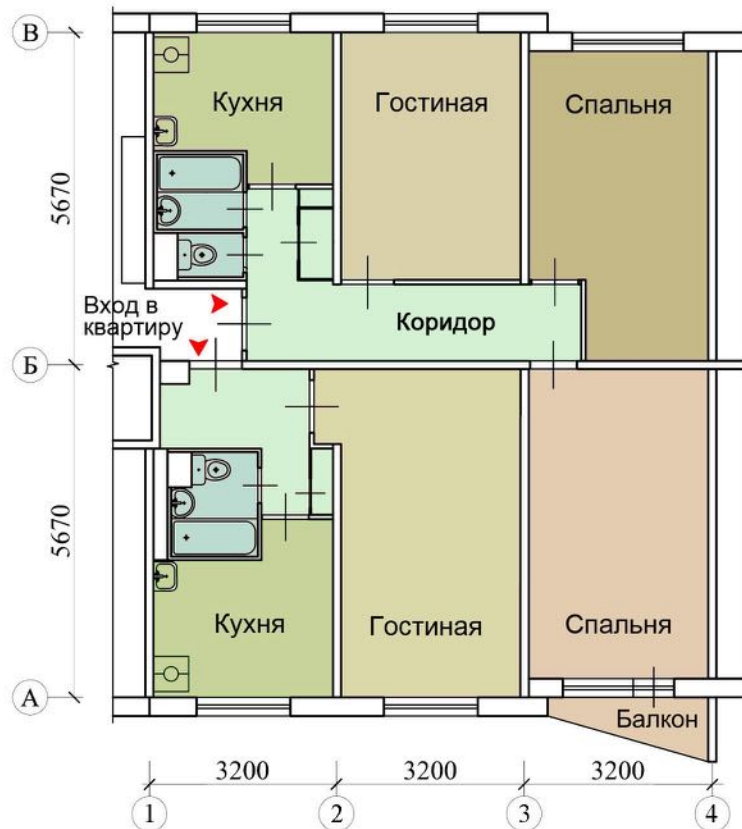 В
Кухня
Гостиная
Спальня
5670
Вход в
квартиру
Коридор
Б
5670
Кухня
Гостиная
Спальня
А
Балкон
3200
3200
3200
1
2
3
4